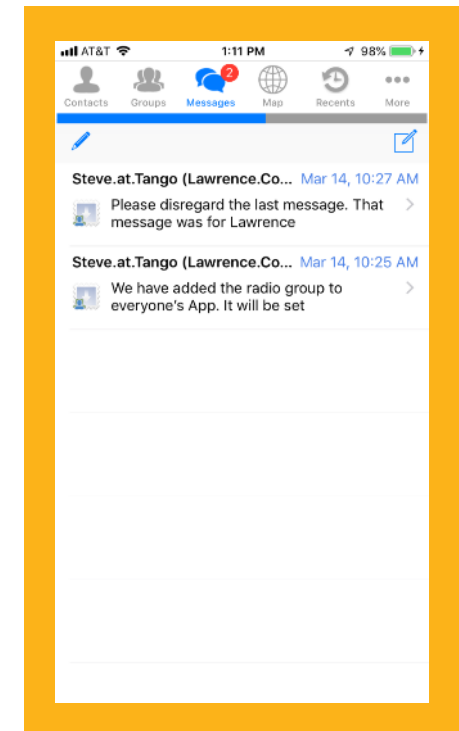 AT&T 1:11 PM 98%
2
Contacts Groups Messages Map Recents More
Steve.at.Tango (Lawrence.Co... Mar 14, 10:27 AM
Please disregard the last message. That
message was for Lawrence
Steve.at.Tango (Lawrence.Co... Mar 14, 10:25 AM
We have added the radio group to
everyone's App. It will be set